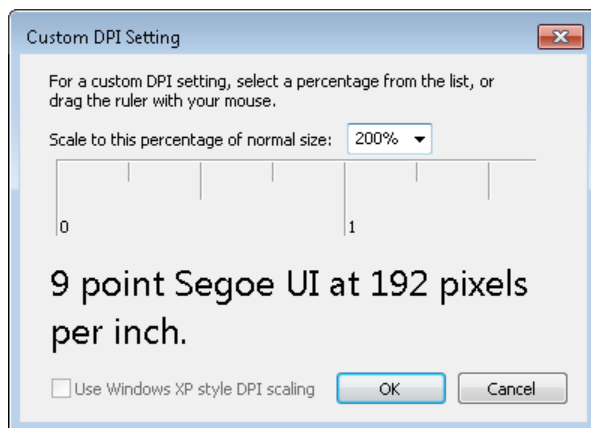 Custom DPI Setting
For a custom DPI setting, select a percentage from the list, or
drag the ruler with your mouse.
Scale to this percentage of normal size: 200%
0 1
9 point Segoe UI at 192 pixels
per inch.
Use Windows XP style DPI scaling OK Cancel